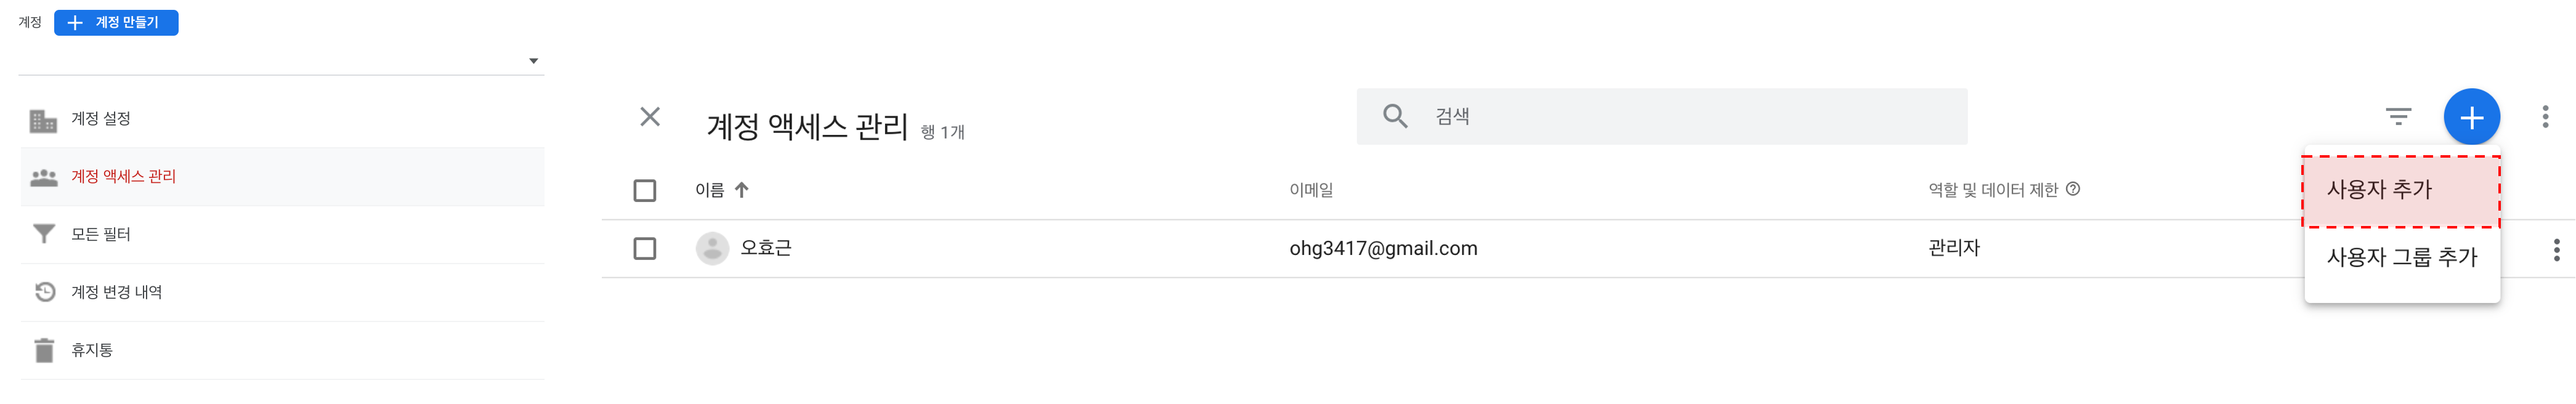 계정 + 계정 만들기
계정 설정
계정 액세스 관리
모든 필터
계정 변경 내역
휴지통
계정 액세스 관리 행 1개
검색
이름 이메일 역할 및 데이터 제한
오효근 ohg3417@gmail.com 관리자
사용자 추가
사용자 그룹 추가